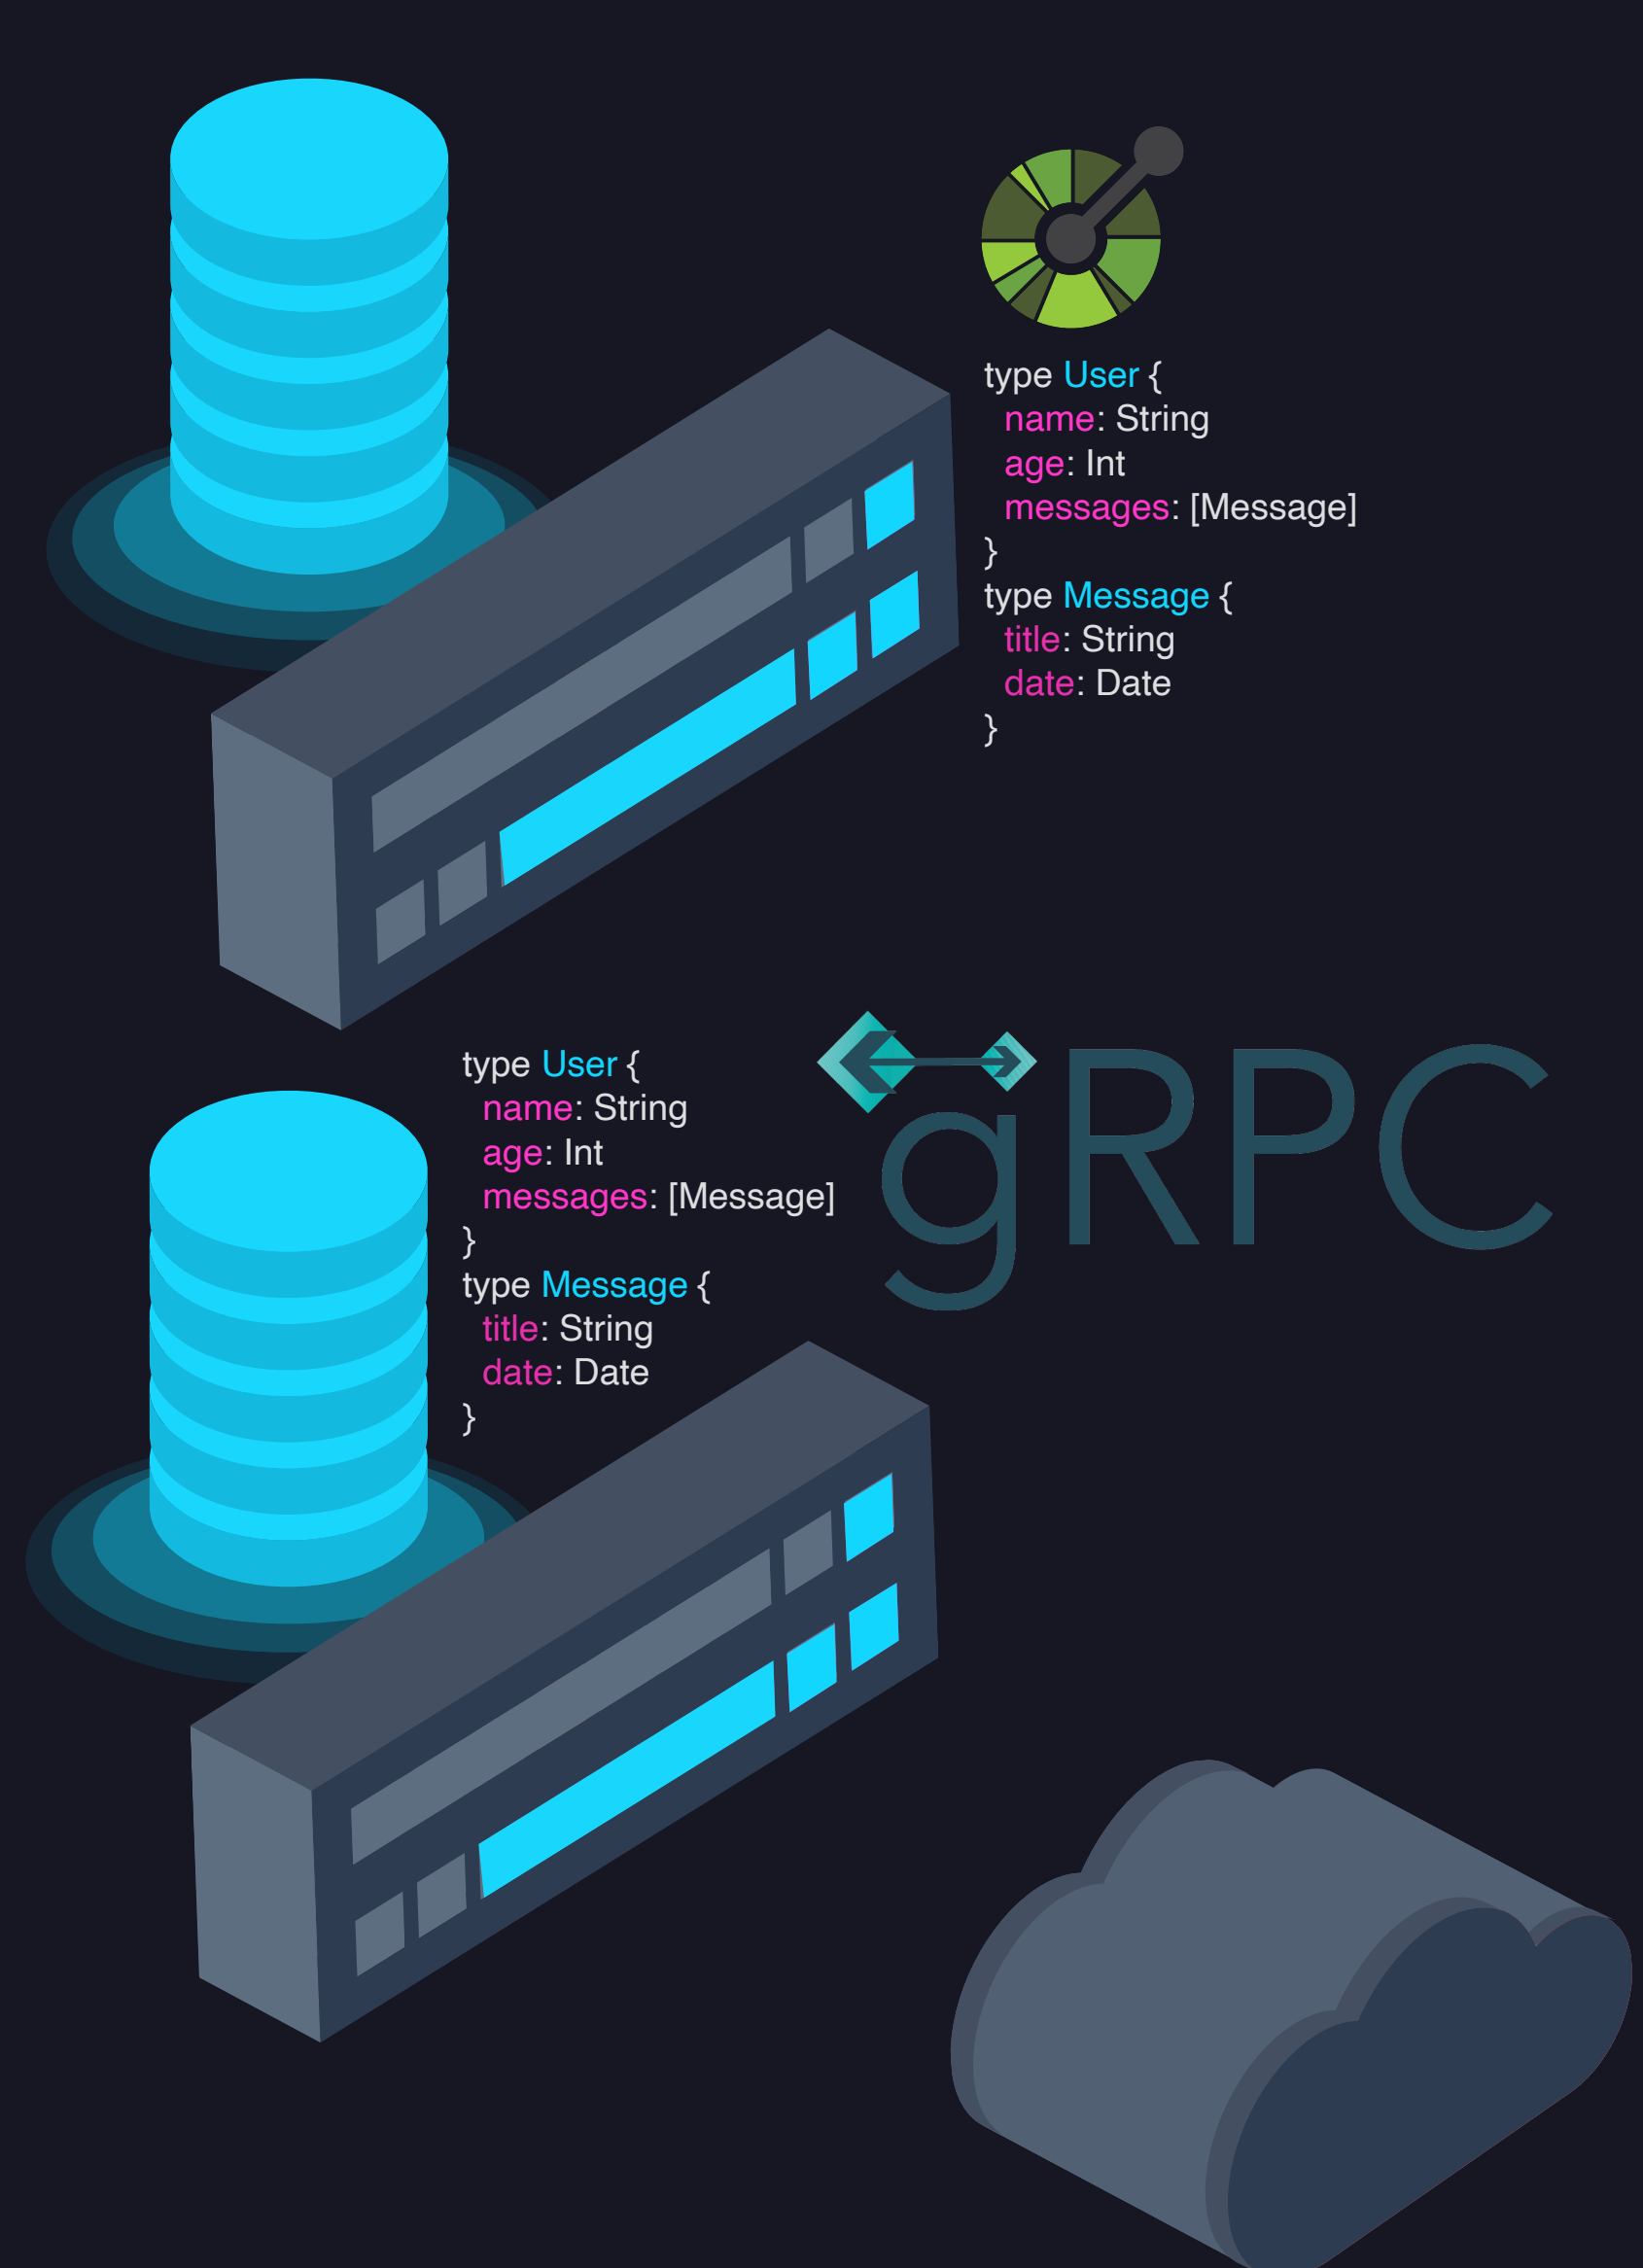 type User {
  name: String
  age: Int
  messages: [Message]
}
type Message {
  title: String
  date: Date
}
type User {
  name: String
  age: Int
  messages: [Message]
}
type Message {
  title: String
  date: Date
}
gRPC